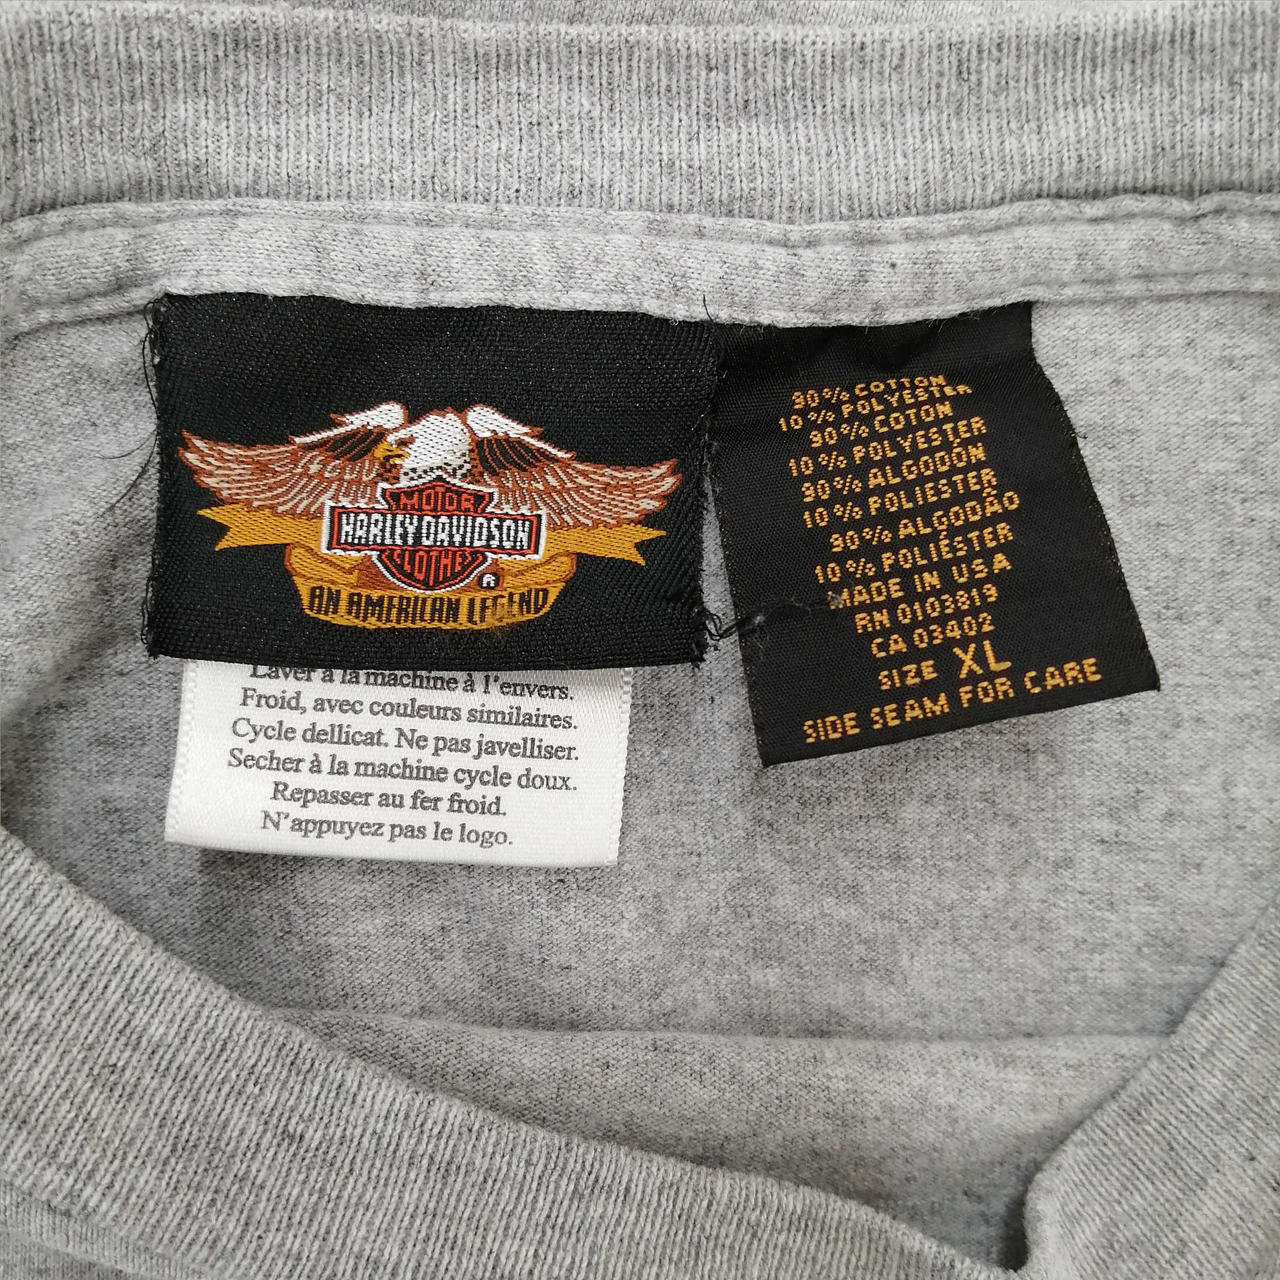 MOTOR
HARLEY-DAVIDSON
CLOTHES
®
AN AMERICAN LEGEND
Laver à la machine à l'envers.
Froid, avec couleurs similaires.
Cycle dellicat. Ne pas javelliser.
Secher à la machine cycle doux.
Repasser au fer froid.
N'appuyez pas le logo.
90% COTTON
10% POLYESTER
90% COTON
10% POLYESTER
90% ALGODÓN
10% POLIESTER
90% ALGODÃO
10% POLIÉSTER
MADE IN USA
RN 0103819
CA 03402
SIZE XL
SIDE SEAM FOR CARE